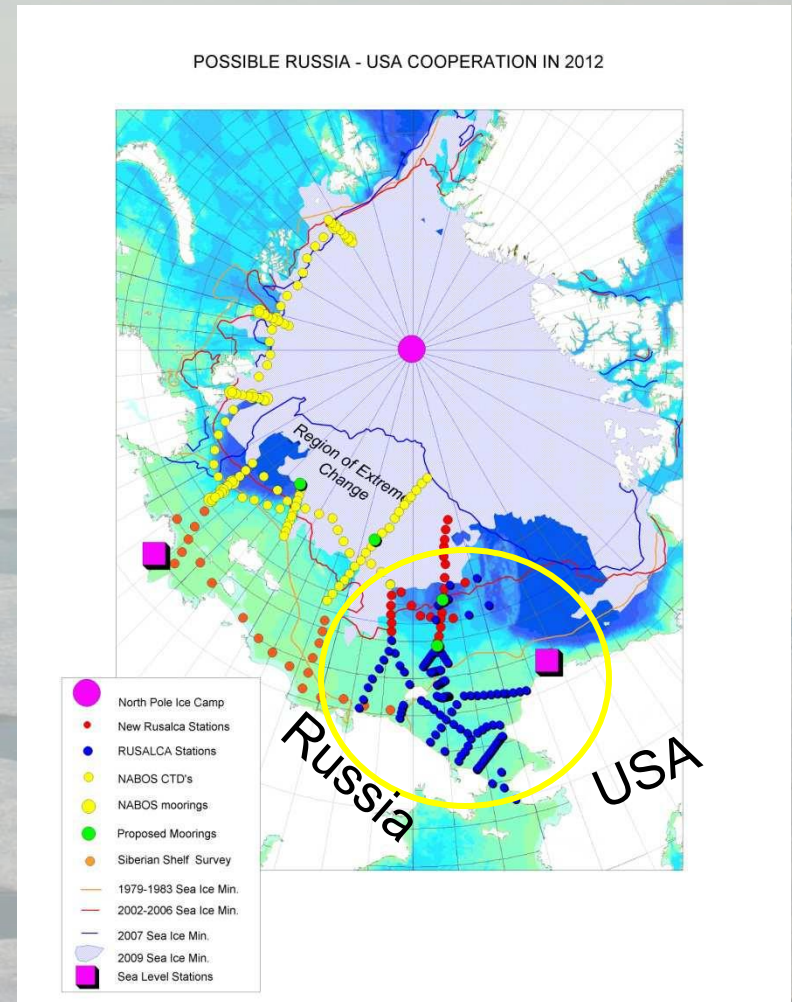 POSSIBLE RUSSIA - USA COOPERATION IN 2012
Region of Extreme
Change
Russia
USA
North Pole Ice Camp
New Rusalca Stations
RUSALCA Stations
NABOS CTD's
NABOS moorings
Proposed Moorings
Siberian Shelf Survey
1979-1983 Sea Ice Min.
2002-2006 Sea Ice Min.
2007 Sea Ice Min.
2009 Sea Ice Min.
Sea Level Stations